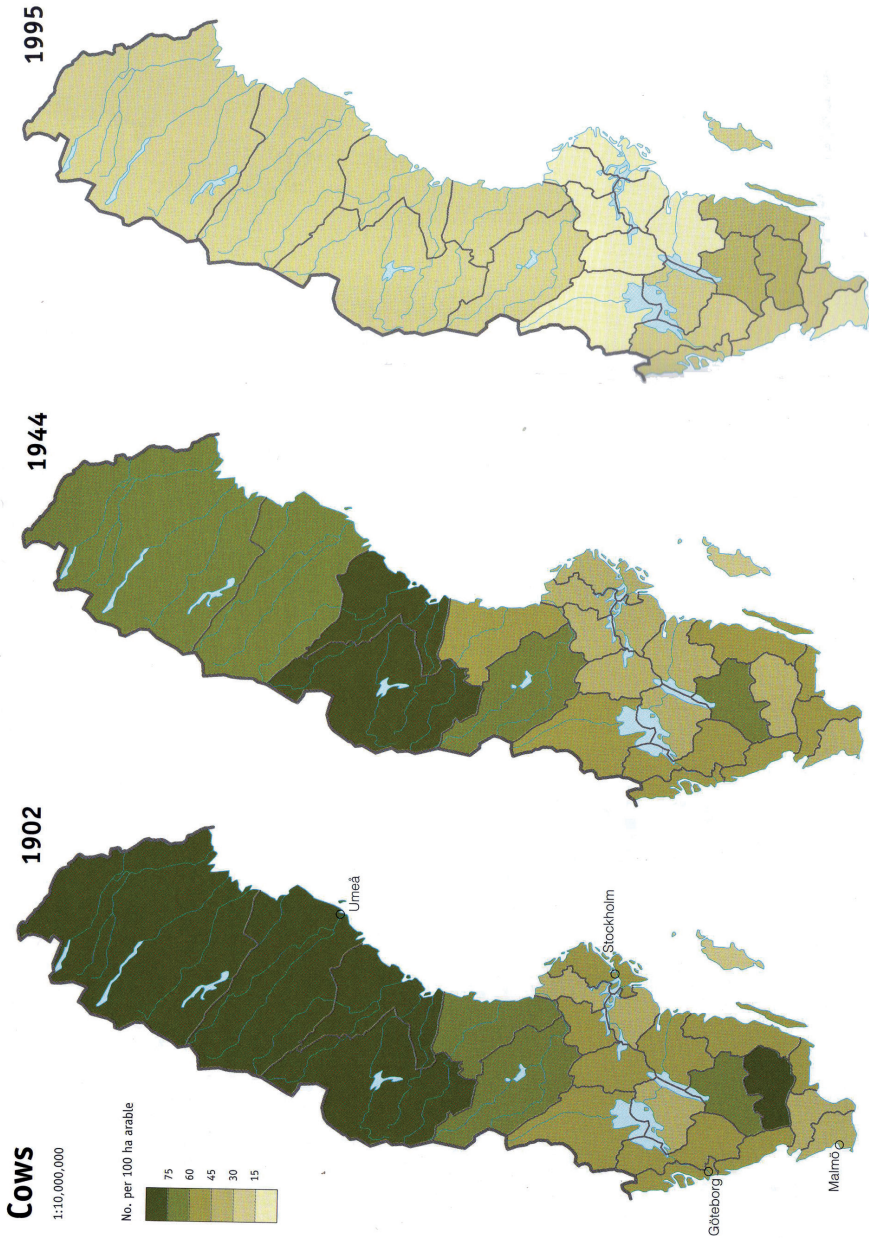 Cows
1:10,000,000
No. per 100 ha arable
75
60
45
30
15
1902
1944
1995
Umeå
Stockholm
Göteborg
Malmö